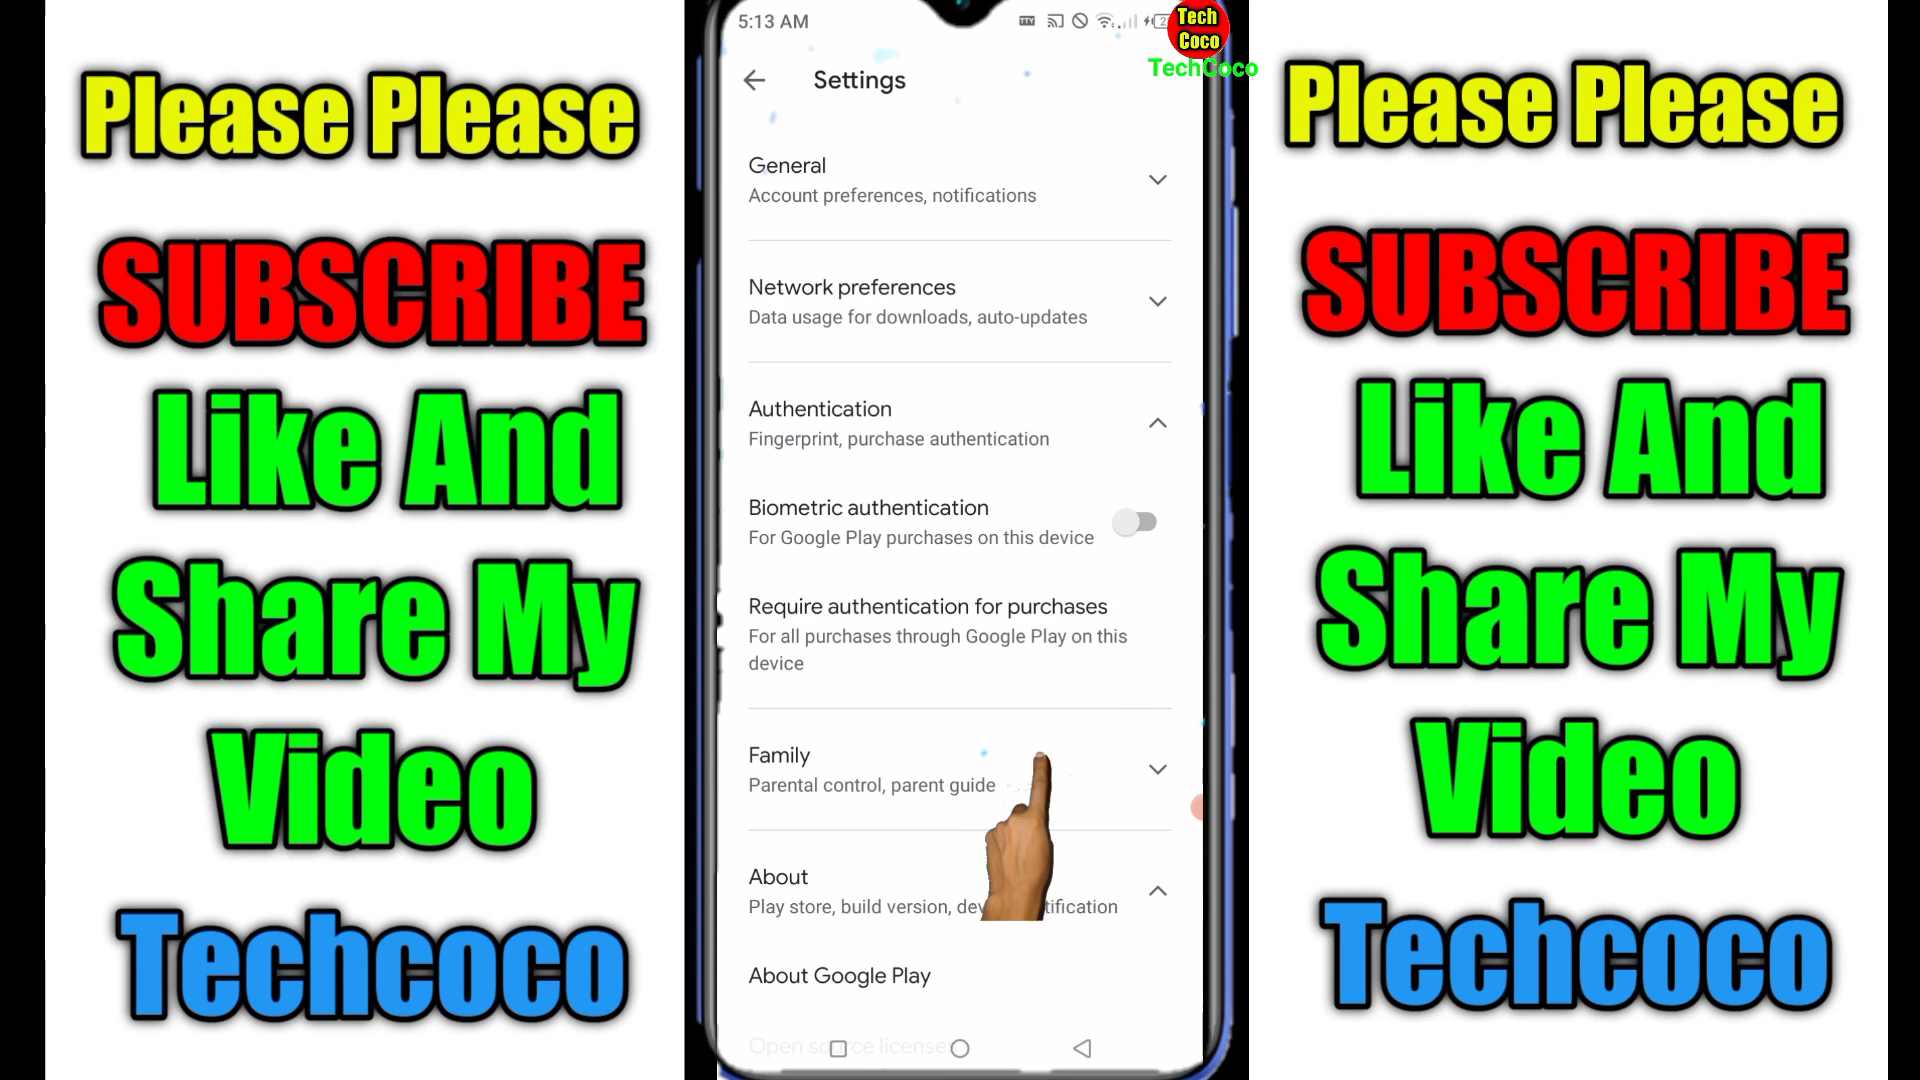 Please Please
SUBSCRIBE
Like And
Share My
Video
Techcoco
5:13 AM
Tech
Coco
TechCoco
Settings
General
Account preferences, notifications
Network preferences
Data usage for downloads, auto-updates
Authentication
Fingerprint, purchase authentication
Biometric authentication
For Google Play purchases on this device
Require authentication for purchases
For all purchases through Google Play on this
device
Family
Parental control, parent guide
About
Play store, build version,
About Google Play
Open source licenses
Please Please
SUBSCRIBE
Like And
Share My
Video
Techcoco